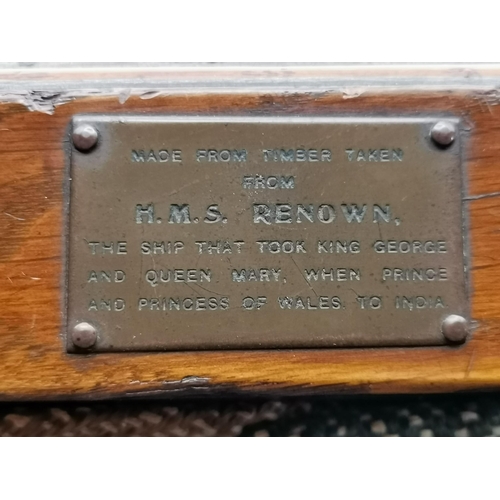 MADE FROM TIMBER TAKEN
FROM
H.M.S. RENOWN,
THE SHIP THAT TOOK KING GEORGE
AND QUEEN MARY, WHEN PRINCE
AND PRINCESS OF WALES TO INDIA